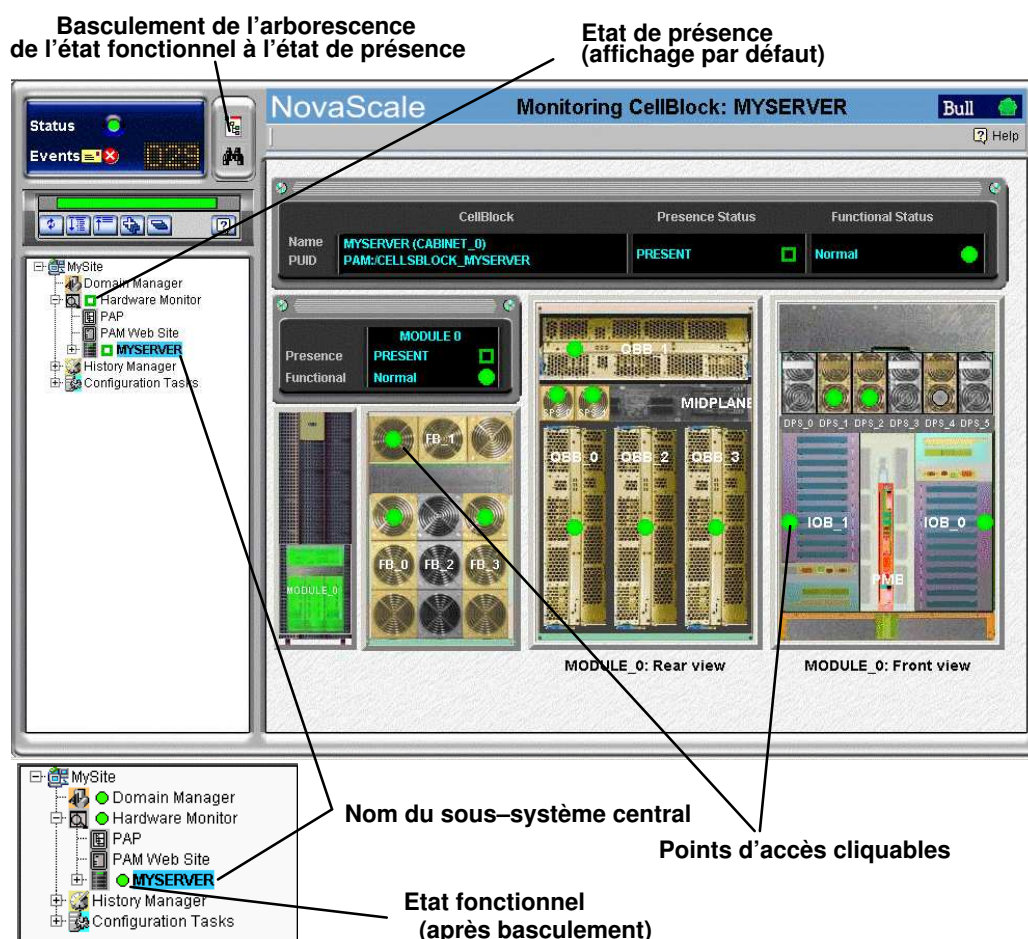 Basculement de l'arborescence
de l'état fonctionnel à l'état de présence
Etat de présence
(affichage par défaut)
Status
Events
029
NovaScale
Monitoring CellBlock: MYSERVER
Bull
Help
CellBlock
Presence Status
Functional Status
Name
MYSERVER (CABINET_0)
PUID
PAM:/CELLSBLOCK_MYSERVER
PRESENT
Normal
MySite
Domain Manager
Hardware Monitor
PAP
PAM Web Site
MYSERVER
History Manager
Configuration Tasks
MODULE 0
Presence
PRESENT
Functional
Normal
MODULE_0
FB_1
FB_0
FB_2
FB_3
QBB_1
SPS_0
MIDPLANE
QBB_0
QBB_2
QBB_3
MODULE_0: Rear view
DPS_0 DPS_1 DPS_2 DPS_3 DPS_4 DPS_5
IOB_1
IOB_0
PMB
MODULE_0: Front view
MySite
Domain Manager
Hardware Monitor
PAP
PAM Web Site
MYSERVER
History Manager
Configuration Tasks
Nom du sous–système central
Points d'accès cliquables
Etat fonctionnel
(après basculement)